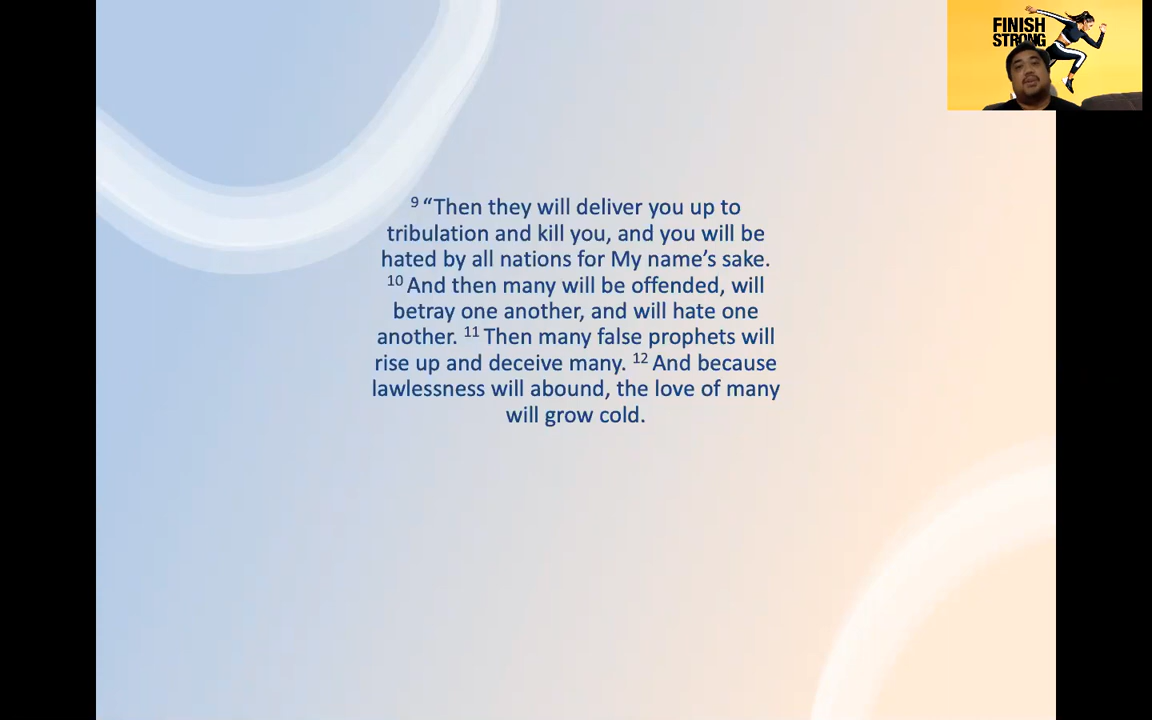 FINISH
STRONG
9 “Then they will deliver you up to
tribulation and kill you, and you will be
hated by all nations for My name’s sake.
10 And then many will be offended, will
betray one another, and will hate one
another. 11 Then many false prophets will
rise up and deceive many. 12 And because
lawlessness will abound, the love of many
will grow cold.